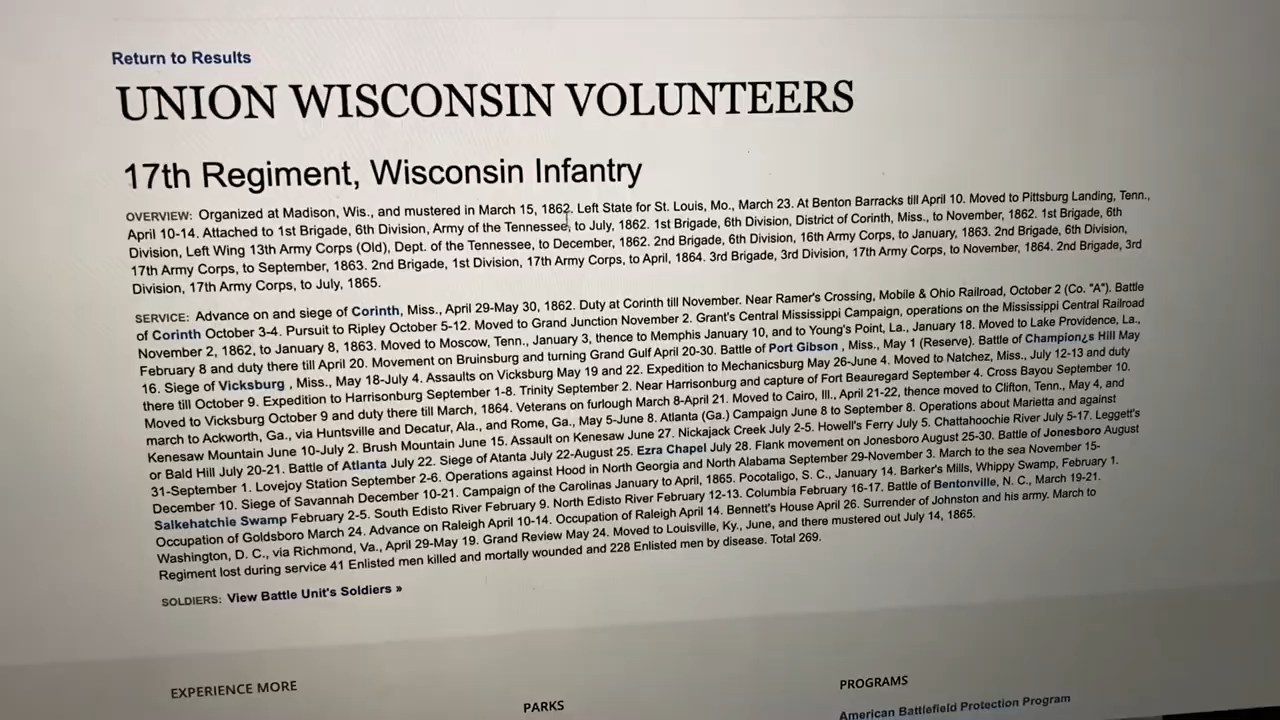 Return to Results
UNION WISCONSIN VOLUNTEERS
17th Regiment, Wisconsin Infantry
OVERVIEW: Organized at Madison, Wis., and mustered in March 15, 1862. Left State for St. Louis, Mo., March 23. At Benton Barracks till April 10. Moved to Pittsburg Landing, Tenn.,
April 10-14. Attached to 1st Brigade, 6th Division, Army of the Tennessee, to July, 1862. 1st Brigade, 6th Division, District of Corinth, Miss., to November, 1862. 1st Brigade, 6th
Division, Left Wing 13th Army Corps (Old), Dept. of the Tennessee, to December, 1862. 2nd Brigade, 6th Division, 16th Army Corps, to January, 1863. 2nd Brigade, 6th Division,
17th Army Corps, to September, 1863. 2nd Brigade, 1st Division, 17th Army Corps, to April, 1864. 3rd Brigade, 3rd Division, 17th Army Corps, to November, 1864. 2nd Brigade, 3rd
Division, 17th Army Corps, to July, 1865.
SERVICE: Advance on and siege of Corinth, Miss., April 29-May 30, 1862. Duty at Corinth till November. Near Ramer's Crossing, Mobile & Ohio Railroad, October 2 (Co. "A"). Battle
of Corinth October 3-4. Pursuit to Ripley October 5-12. Moved to Grand Junction November 2. Grant's Central Mississippi Campaign, operations on the Mississippi Central Railroad
November 2, 1862, to January 8, 1863. Moved to Moscow, Tenn., January 3, thence to Memphis January 10, and to Young's Point, La., January 18. Moved to Lake Providence, La.,
February 8 and duty there till April 20. Movement on Bruinsburg and turning Grand Gulf April 20-30. Battle of Port Gibson , Miss., May 1 (Reserve). Battle of Champion¿s Hill May
16. Siege of Vicksburg , Miss., May 18-July 4. Assaults on Vicksburg May 19 and 22. Expedition to Mechanicsburg May 26-June 4. Moved to Natchez, Miss., July 12-13 and duty
there till October 9. Expedition to Harrisonburg September 1-8. Trinity September 2. Near Harrisonburg and capture of Fort Beauregard September 4. Cross Bayou September 10.
Moved to Vicksburg October 9 and duty there till March, 1864. Veterans on furlough March 8-April 21. Moved to Cairo, Ill., April 21-22, thence moved to Clifton, Tenn., May 4, and
march to Ackworth, Ga., via Huntsville and Decatur, Ala., and Rome, Ga., May 5-June 8. Atlanta (Ga.) Campaign June 8 to September 8. Operations about Marietta and against
Kenesaw Mountain June 10-July 2. Brush Mountain June 15. Assault on Kenesaw June 27. Nickajack Creek July 2-5. Howell's Ferry July 5. Chattahoochie River July 5-17. Leggett's
or Bald Hill July 20-21. Battle of Atlanta July 22. Siege of Atanta July 22-August 25. Ezra Chapel July 28. Flank movement on Jonesboro August 25-30. Battle of Jonesboro August
31-September 1. Lovejoy Station September 2-6. Operations against Hood in North Georgia and North Alabama September 29-November 3. March to the sea November 15-
December 10. Siege of Savannah December 10-21. Campaign of the Carolinas January to April, 1865. Pocotaligo, S. C., January 14. Barker's Mills, Whippy Swamp, February 1.
Salkehatchie Swamp February 2-5. South Edisto River February 9. North Edisto River February 12-13. Columbia February 16-17. Battle of Bentonville, N. C., March 19-21.
Occupation of Goldsboro March 24. Advance on Raleigh April 10-14. Occupation of Raleigh April 14. Bennett's House April 26. Surrender of Johnston and his army. March to
Washington, D. C., via Richmond, Va., April 29-May 19. Grand Review May 24. Moved to Louisville, Ky., June, and there mustered out July 14, 1865.
Regiment lost during service 41 Enlisted men killed and mortally wounded and 228 Enlisted men by disease. Total 269.
SOLDIERS: View Battle Unit's Soldiers »
EXPERIENCE MORE
PARKS
PROGRAMS
American Battlefield Protection Program